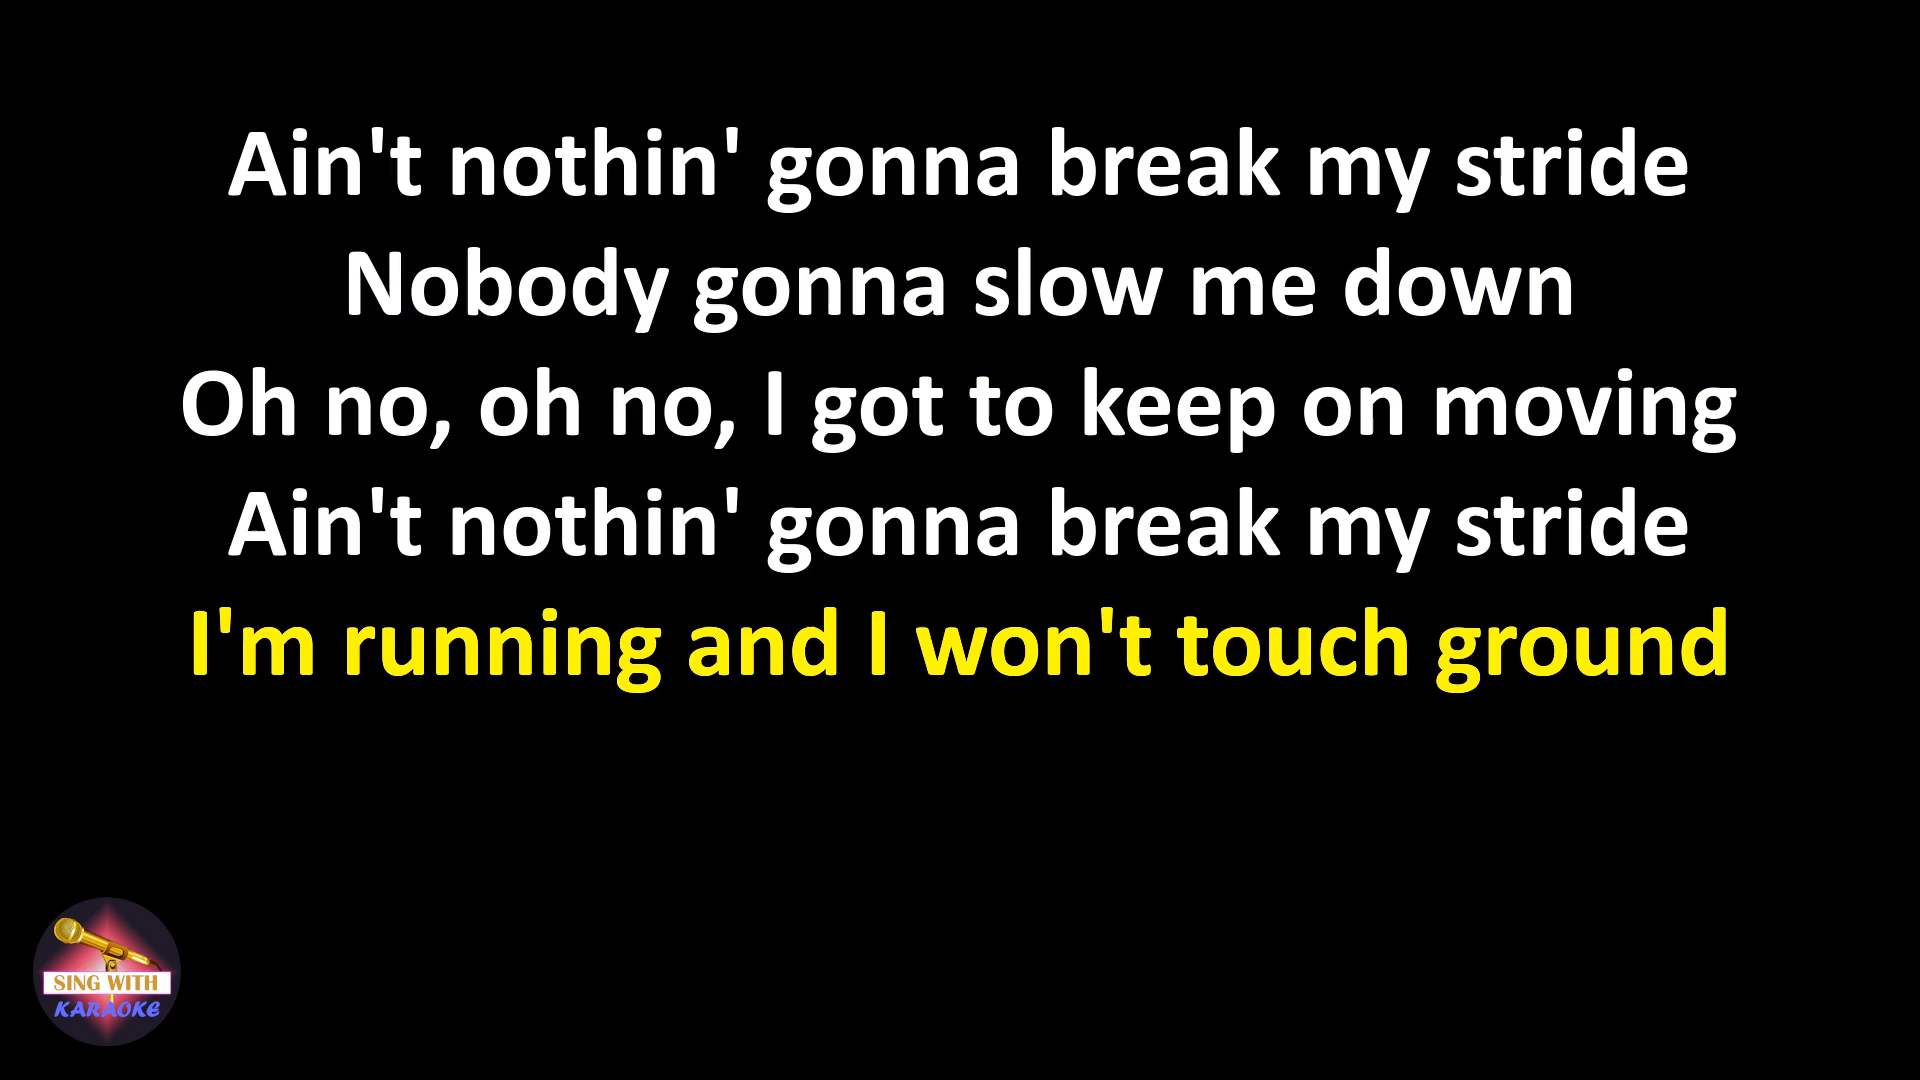 Ain't nothin' gonna break my stride
Nobody gonna slow me down
Oh no, oh no, I got to keep on moving
Ain't nothin' gonna break my stride
I'm running and I won't touch ground
SING WITH
KARAOKE